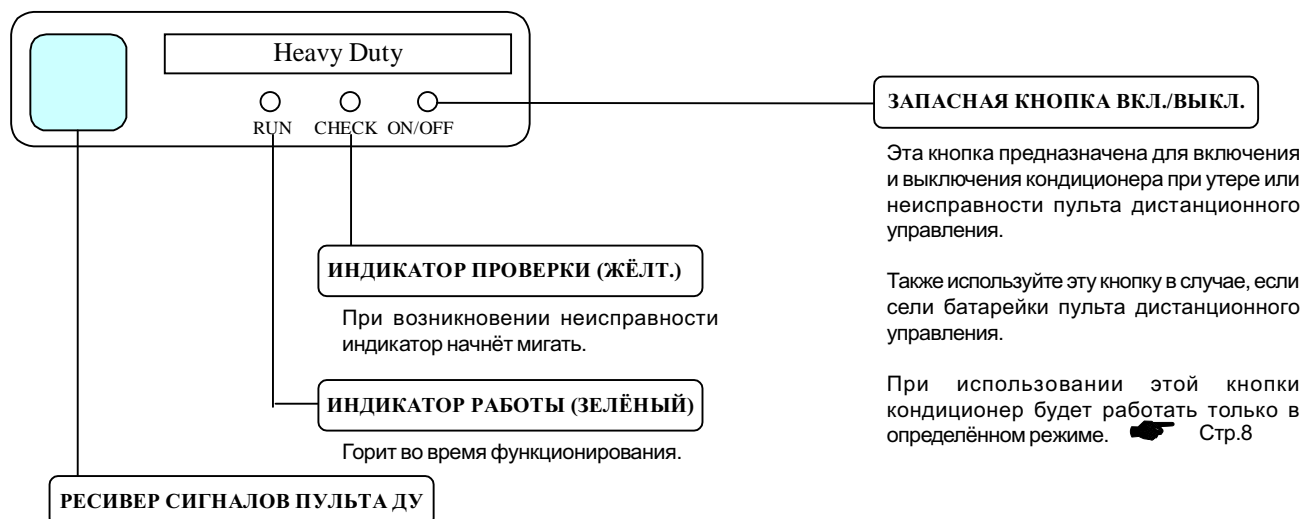 Heavy Duty
RUN CHECK ON/OFF
ЗАПАСНАЯ КНОПКА ВКЛ./ВЫКЛ.
Эта кнопка предназначена для включения
и выключения кондиционера при утере или
неисправности пульта дистанционного
управления.
Также используйте эту кнопку в случае, если
сели батарейки пульта дистанционного
управления.
При использовании этой кнопки
кондиционер будет работать только в
определённом режиме. Стр.8
ИНДИКАТОР ПРОВЕРКИ (ЖЁЛТ.)
При возникновении неисправности
индикатор начнёт мигать.
ИНДИКАТОР РАБОТЫ (ЗЕЛЁНЫЙ)
Горит во время функционирования.
РЕСИВЕР СИГНАЛОВ ПУЛЬТА ДУ